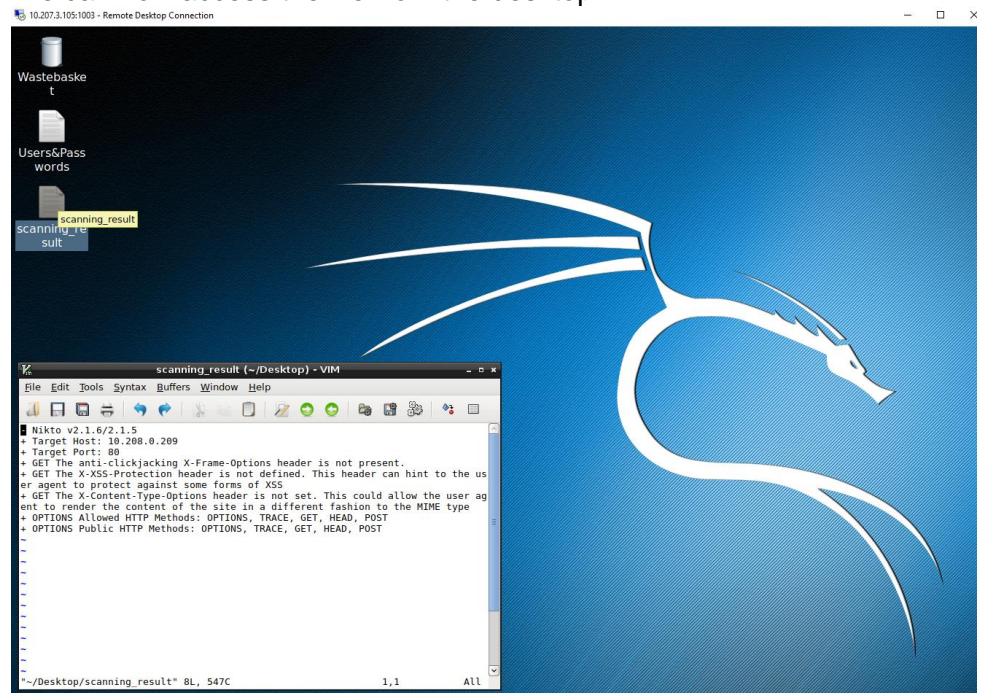 10.207.3.105:1003 - Remote Desktop Connection
Wastebaske
t
Users&Pass
words
scanning_result
scanning_re
sult
scanning_result (~/Desktop) - VIM
File Edit Tools Syntax Buffers Window Help
- Nikto v2.1.6/2.1.5
+ Target Host: 10.208.0.209
+ Target Port: 80
+ GET The anti-clickjacking X-Frame-Options header is not present.
+ GET The X-XSS-Protection header is not defined. This header can hint to the us
er agent to protect against some forms of XSS
+ GET The X-Content-Type-Options header is not set. This could allow the user ag
ent to render the content of the site in a different fashion to the MIME type
+ OPTIONS Allowed HTTP Methods: OPTIONS, TRACE, GET, HEAD, POST
+ OPTIONS Public HTTP Methods: OPTIONS, TRACE, GET, HEAD, POST
~
~
~
~
~
~
~
~
~
~
~
~
"~/Desktop/scanning_result" 8L, 547C 1,1 All